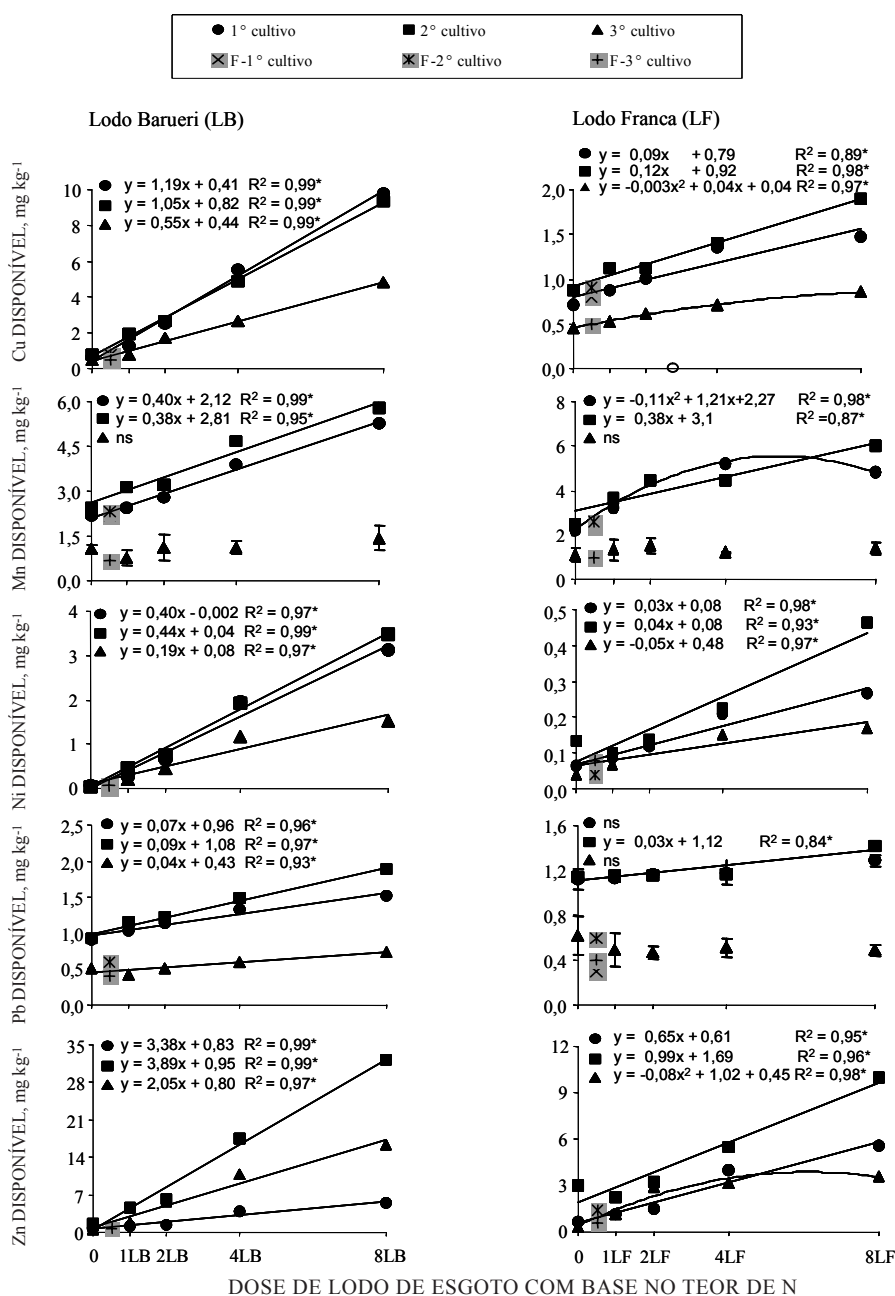 1° cultivo 2° cultivo 3° cultivo
F-1° cultivo F-2° cultivo F-3° cultivo
Lodo Barueri (LB)
Lodo Franca (LF)
Cu DISPONÍVEL, mg kg-1
10
8
6
4
2
0
y = 1,19x + 0,41 R2 = 0,99*
y = 1,05x + 0,82 R2 = 0,99*
y = 0,55x + 0,44 R2 = 0,99*
2,0
1,5
1,0
0,5
0
y = 0,09x + 0,79 R2 = 0,89*
y = 0,12x + 0,92 R2 = 0,98*
y = -0,003x2 + 0,04x + 0,04 R2 = 0,97*
Mn DISPONÍVEL, mg kg-1
6,0
4,5
3,0
1,5
0,0
y = 0,40x + 2,12 R2 = 0,99*
y = 0,38x + 2,81 R2 = 0,95*
ns
8
6
4
2
0
y = -0,11x2 + 1,21x+2,27 R2 = 0,98*
y = 0,38x + 3,1 R2 =0,87*
ns
Ni DISPONÍVEL, mg kg-1
4
3
2
1
0
y = 0,40x - 0,002 R2 = 0,97*
y = 0,44x + 0,04 R2 = 0,99*
y = 0,19x + 0,08 R2 = 0,97*
0,5
0,4
0,3
0,2
0,1
0,0
y = 0,03x + 0,08 R2 = 0,98*
y = 0,04x + 0,08 R2 = 0,93*
y = -0,05x + 0,48 R2 = 0,97*
Pb DISPONÍVEL, mg kg-1
2,5
2,0
1,5
1,0
0,5
0,0
y = 0,07x + 0,96 R2 = 0,96*
y = 0,09x + 1,08 R2 = 0,97*
y = 0,04x + 0,43 R2 = 0,93*
1,6
1,2
0,8
0,4
0,0
ns
y = 0,03x + 1,12 R2 = 0,84*
ns
Zn DISPONÍVEL, mg kg-1
35
28
21
14
7
0
y = 3,38x + 0,83 R2 = 0,99*
y = 3,89x + 0,95 R2 = 0,99*
y = 2,05x + 0,80 R2 = 0,97*
0 1LB 2LB 4LB 8LB
12
9
6
3
0
y = 0,65x + 0,61 R2 = 0,95*
y = 0,99x + 1,69 R2 = 0,96*
y = -0,08x2 + 1,02 + 0,45 R2 = 0,98*
0 1LF 2LF 4LF 8LF
DOSE DE LODO DE ESGOTO COM BASE NO TEOR DE N